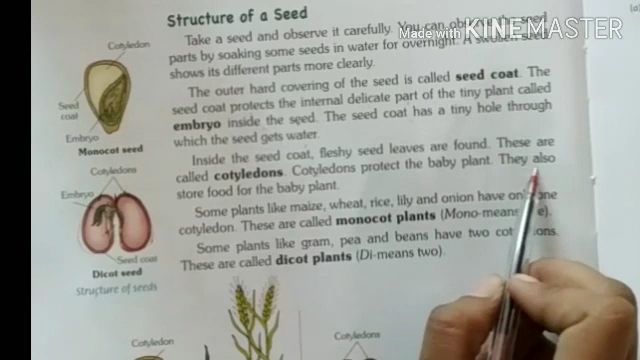 Structure of a Seed
Take a seed and observe it carefully. You can
parts by soaking some seeds in water for overnight. A swollen seed
shows its different parts more clearly.
The outer hard covering of the seed is called seed coat. The
seed coat protects the internal delicate part of the tiny plant called
embryo inside the seed. The seed coat has a tiny hole through
which the seed gets water.
Inside the seed coat, fleshy seed leaves are found. These are
called cotyledons. Cotyledons protect the baby plant. They also
store food for the baby plant.
Some plants like maize, wheat, rice, lily and onion have
cotyledon. These are called monocot plants (Mono-means
Some plants like gram, pea and beans have two
These are called dicot plants (Di-means two).
Cotyledon
Seed
coat
Embryo
Monocot seed
Cotyledons
Embryo
Seed coat
Dicot seed
Structure of seeds
Cotyledon
Cotyledons
(a)
Made with KINEMASTER